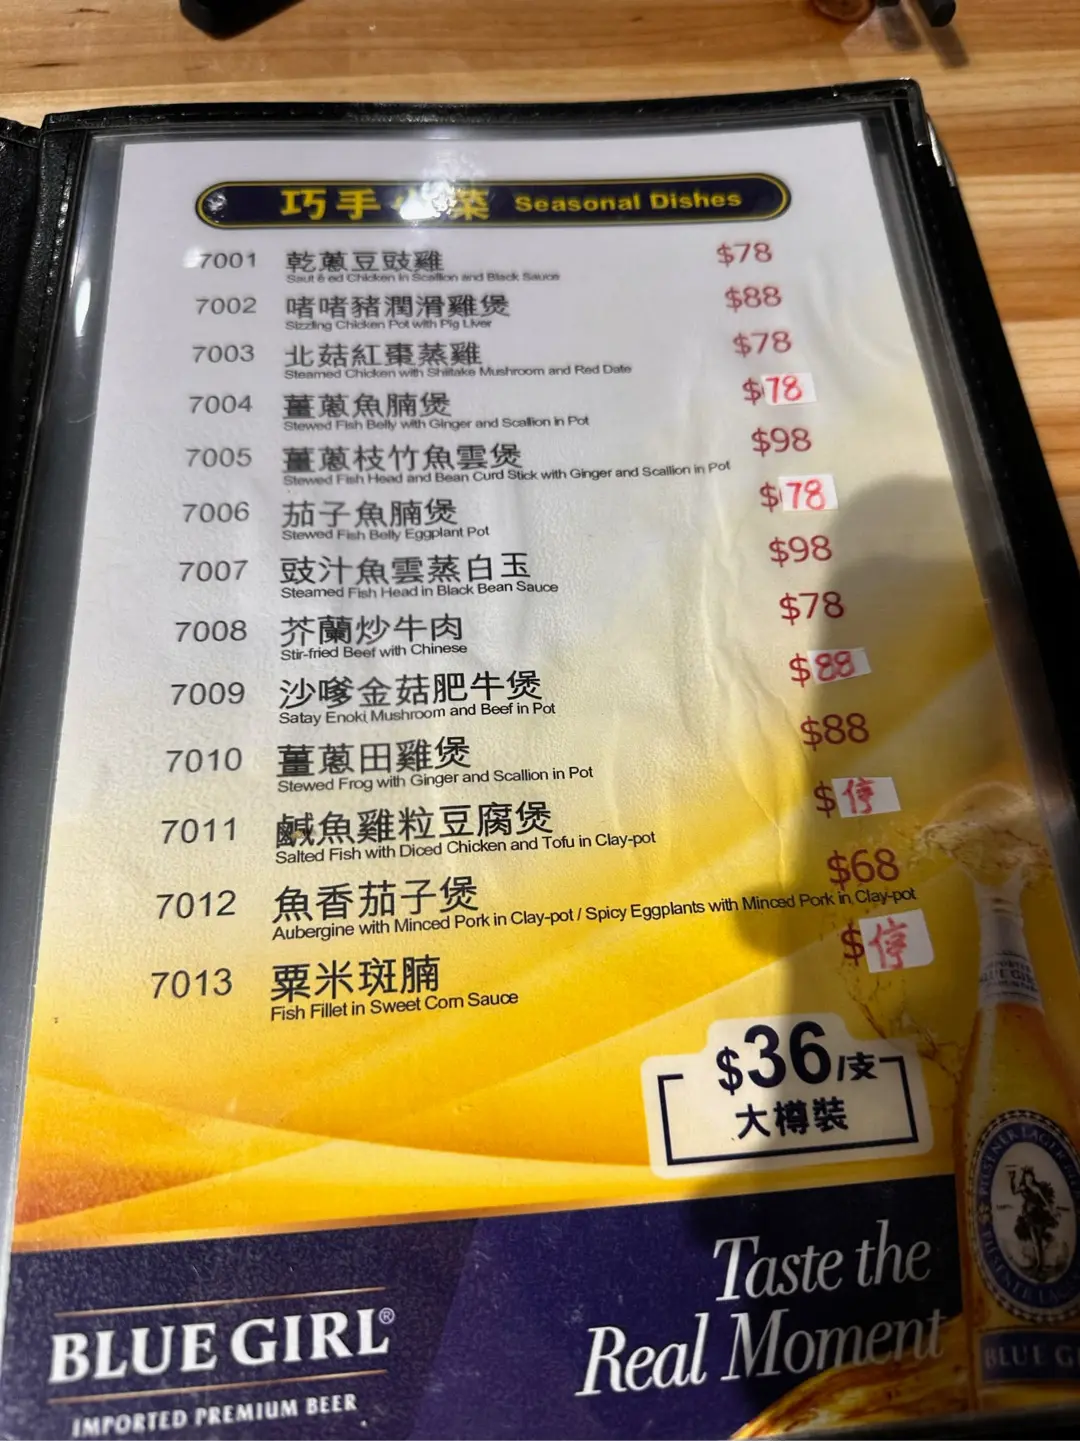 巧手小菜 Seasonal Dishes
7001 乾蔥豆豉雞 $78
Saut é ed Chicken in Scallion and Black Sauce
7002 啫啫豬潤滑雞煲 $88
Sizzling Chicken Pot with Pig Liver
7003 北菇紅棗蒸雞 $78
Steamed Chicken with Shiitake Mushroom and Red Date
7004 薑蔥魚腩煲 $78
Stewed Fish Belly with Ginger and Scallion in Pot
7005 薑蔥枝竹魚雲煲 $98
Stewed Fish Head and Bean Curd Stick with Ginger and Scallion in Pot
7006 茄子魚腩煲 $78
Stewed Fish Belly Eggplant Pot
7007 豉汁魚雲蒸白玉 $98
Steamed Fish Head in Black Bean Sauce
7008 芥蘭炒牛肉 $78
Stir-fried Beef with Chinese
7009 沙嗲金菇肥牛煲 $88
Satay Enoki Mushroom and Beef in Pot
7010 薑蔥田雞煲 $88
Stewed Frog with Ginger and Scallion in Pot
7011 鹹魚雞粒豆腐煲 $停
Salted Fish with Diced Chicken and Tofu in Clay-pot
7012 魚香茄子煲 $68
Aubergine with Minced Pork in Clay-pot / Spicy Eggplants with Minced Pork in Clay-pot
7013 粟米斑腩 $停
Fish Fillet in Sweet Corn Sauce
$36/支
大樽裝
Taste the
Real Moment
BLUE GIRL®
IMPORTED PREMIUM BEER
PILSENER LAGER
BLUE GI